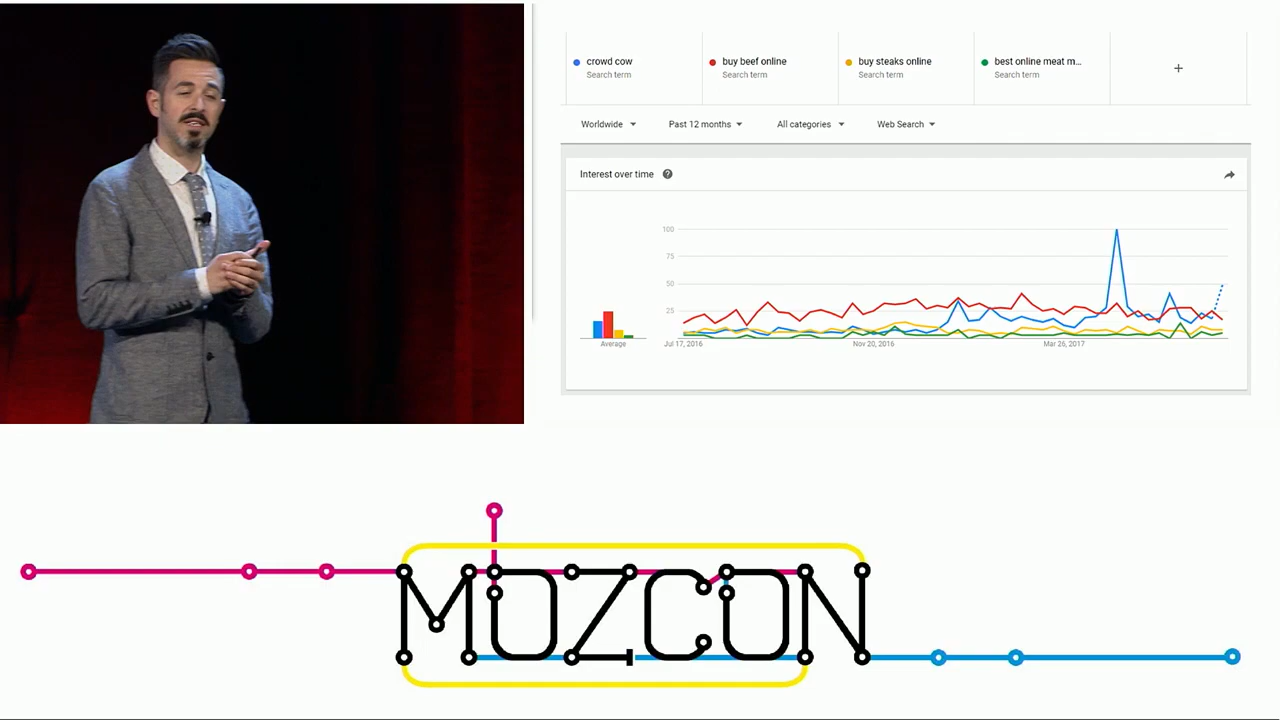 crowd cow
Search term
buy beef online
Search term
buy steaks online
Search term
best online meat m...
Search term
+
Worldwide
Past 12 months
All categories
Web Search
Interest over time
?
100
75
50
25
Average
Jul 17, 2016
Nov 20, 2016
Mar 26, 2017
MOZCON